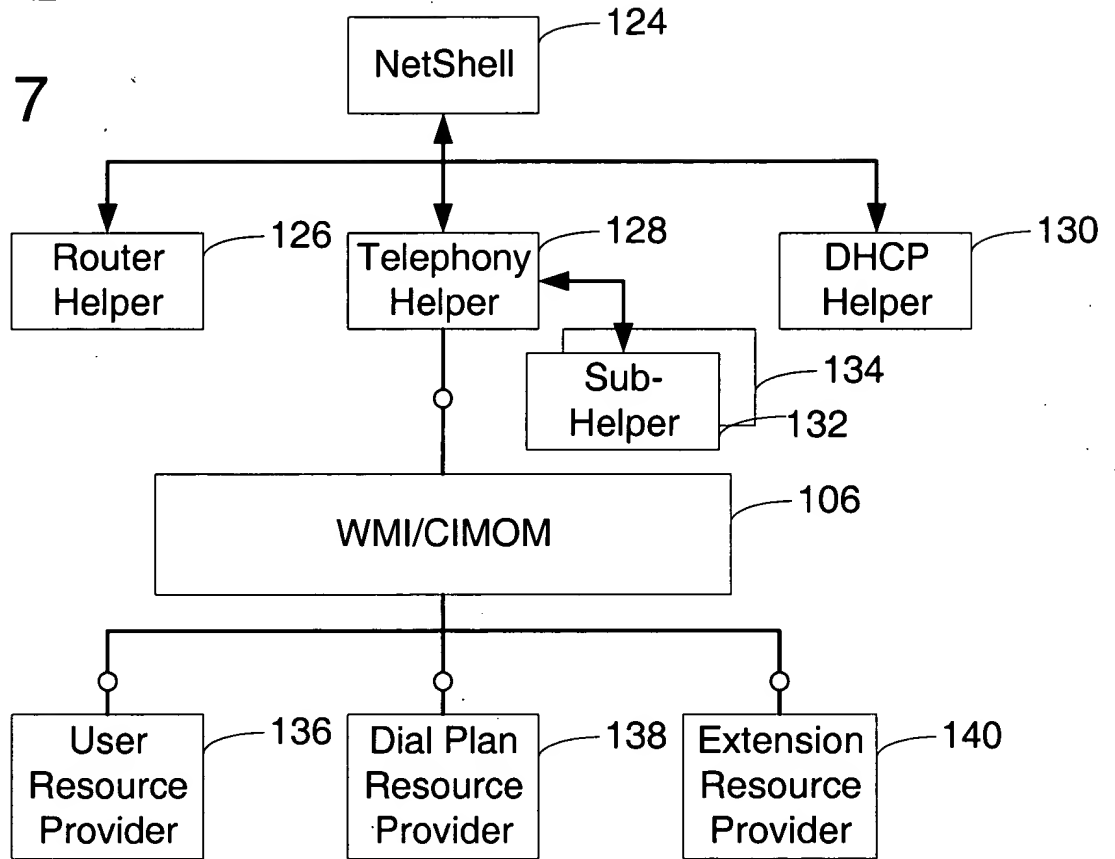 124
NetShell
7
Router
Helper
126
Telephony
Helper
128
DHCP
Helper
130
Sub-
Helper
134
132
WMI/CIMOM
106
User
Resource
Provider
136
Dial Plan
Resource
Provider
138
Extension
Resource
Provider
140